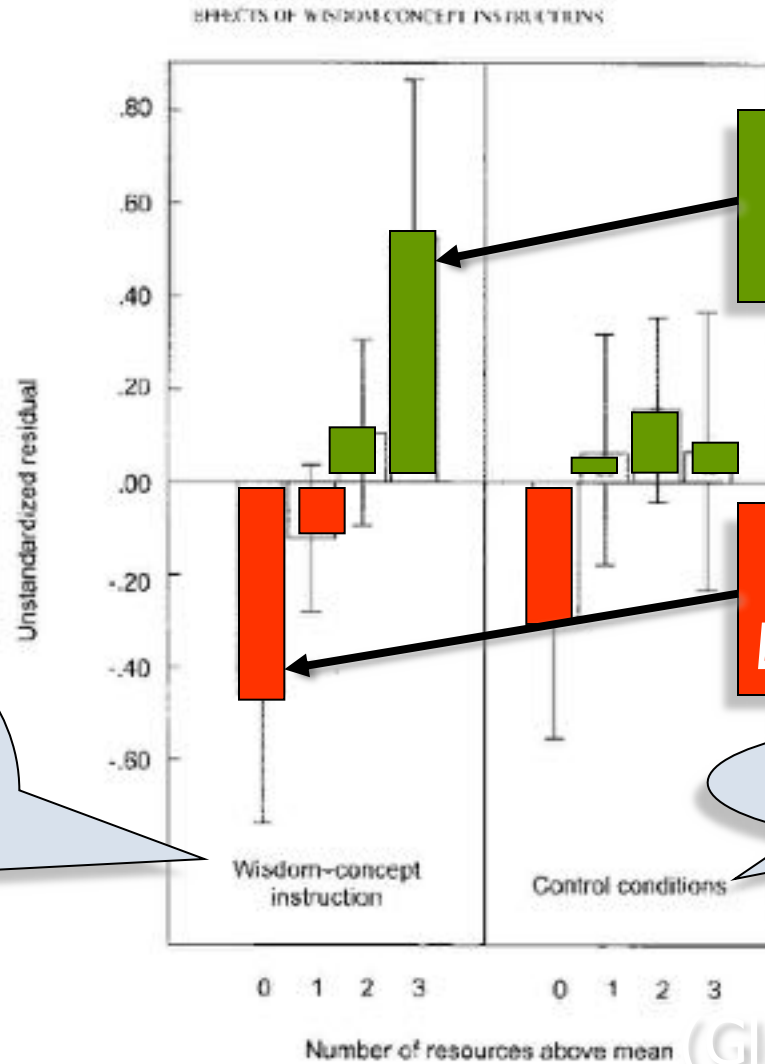 EFFECTS OF WISDOM-CONCEPT INSTRUCTIONS
.80
.60
.40
.20
.00
-.20
-.40
-.60
Unstandardized residual
Wisdom-concept
instruction
Control conditions
0 1 2 3
0 1 2 3
Number of resources above mean
(Gl